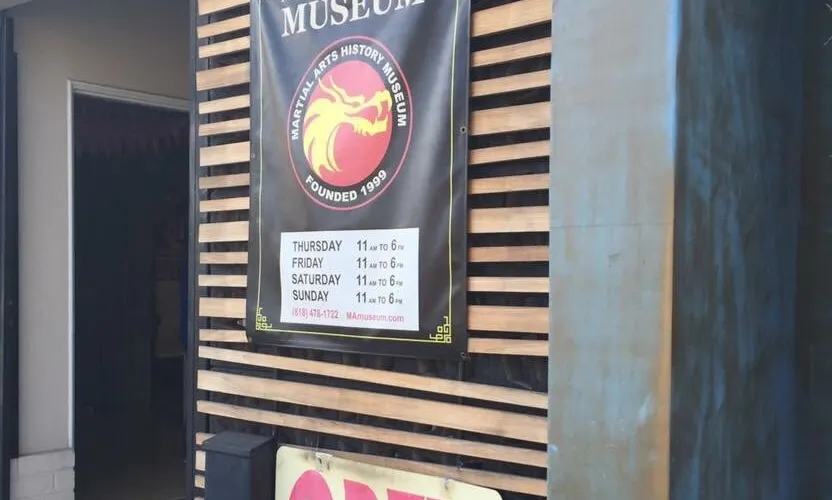 MUSEUM
MARTIAL ARTS HISTORY MUSEUM
FOUNDED 1999
THURSDAY 11 AM TO 6 PM
FRIDAY 11 AM TO 6 PM
SATURDAY 11 AM TO 6 PM
SUNDAY 11 AM TO 6 PM
(818) 478-1722 MAmuseum.com
OPEN